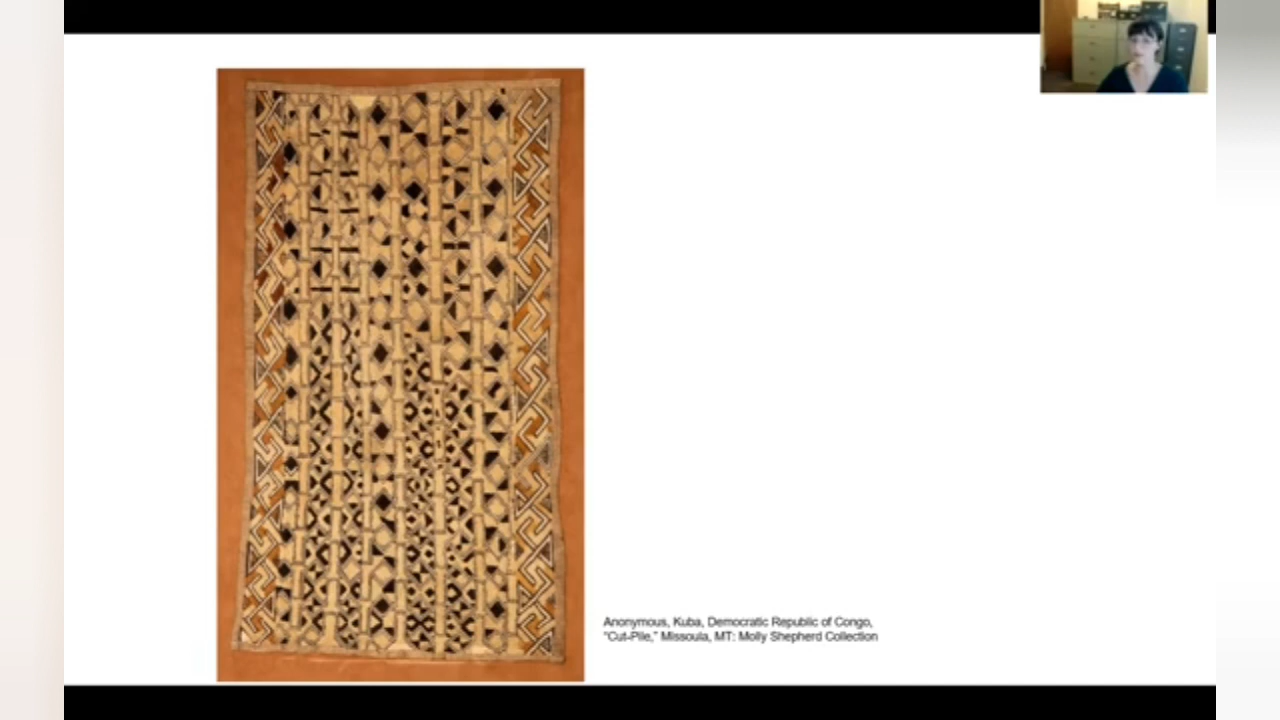 Anonymous, Kuba, Democratic Republic of Congo,
"Cut-Pile," Missoula, MT: Molly Shepherd Collection